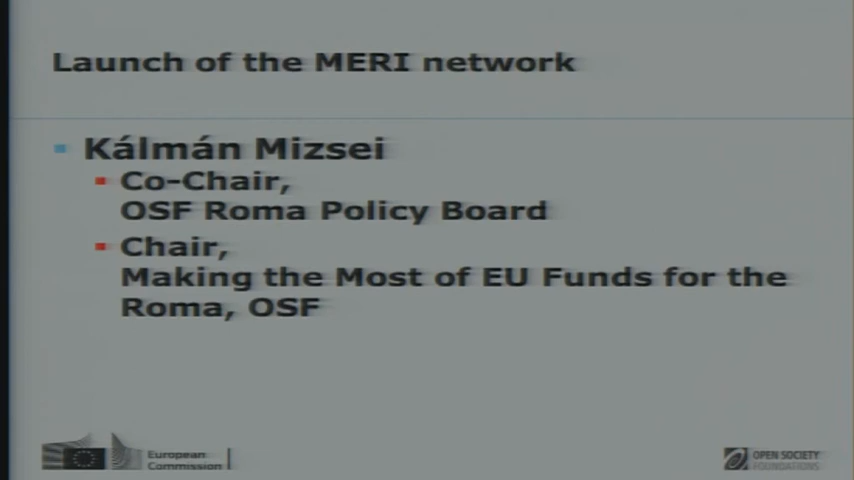 Launch of the MERI network
Kálmán Mizsei
Co-Chair,
OSF Roma Policy Board
Chair,
Making the Most of EU Funds for the
Roma, OSF
European
Commission
OPEN SOCIETY
FOUNDATIONS